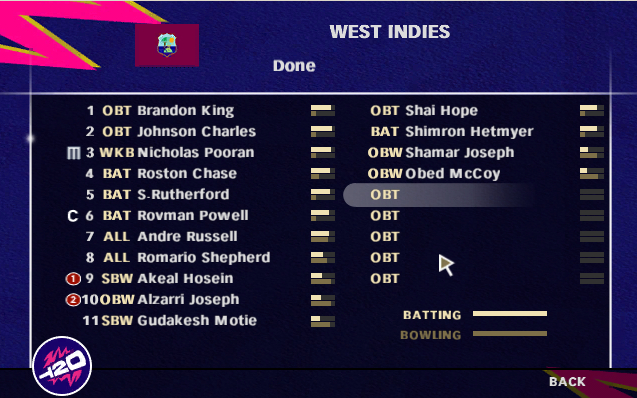 WEST INDIES
Done
1 OBT Brandon King
2 OBT Johnson Charles
3 WKB Nicholas Pooran
4 BAT Roston Chase
5 BAT S.Rutherford
C 6 BAT Rovman Powell
7 ALL Andre Russell
8 ALL Romario Shepherd
1 9 SBW Akeal Hosein
2 10 OBW Alzarri Joseph
11 SBW Gudakesh Motie
OBT Shai Hope
BAT Shimron Hetmyer
OBW Shamar Joseph
OBW Obed McCoy
OBT
OBT
OBT
OBT
OBT
BATTING
BOWLING
T20
BACK